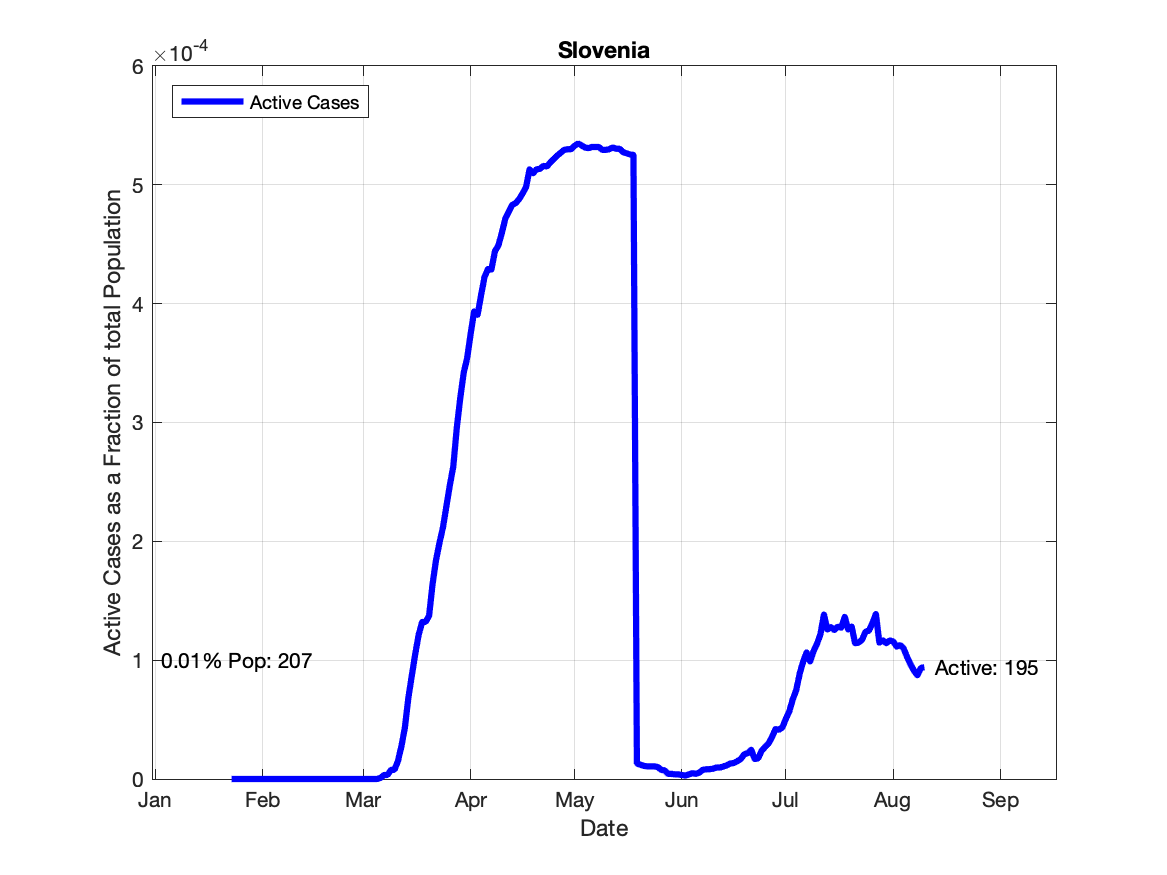 Slovenia
×10-4
Active Cases
6
5
4
3
2
1
0
Active Cases as a Fraction of total Population
0.01% Pop: 207
Active: 195
Jan Feb Mar Apr May Jun Jul Aug Sep
Date